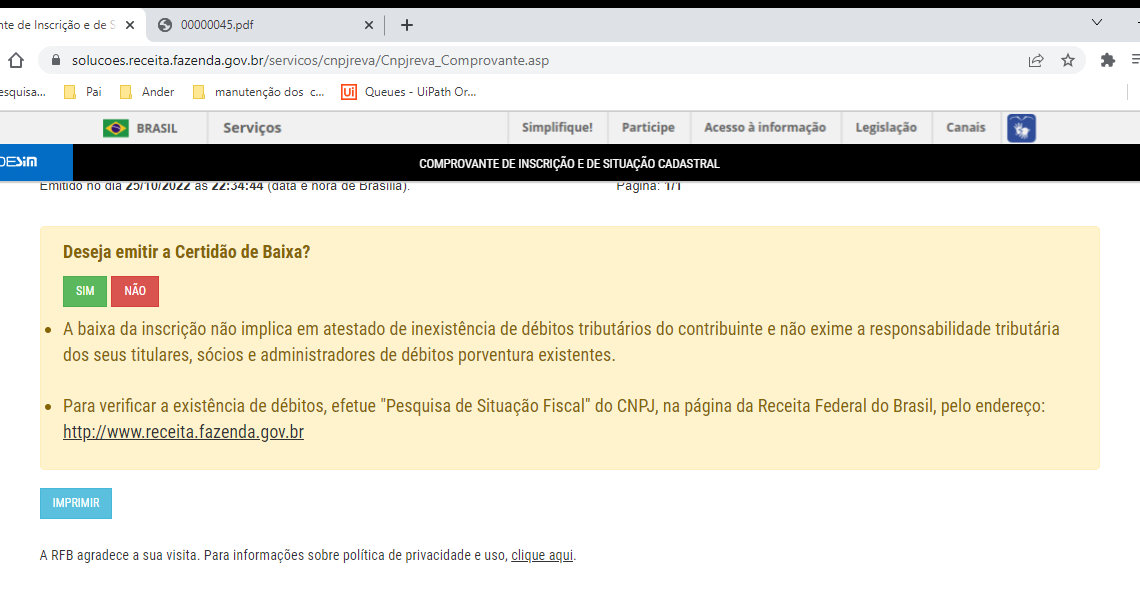 nte de Inscrição e de S
00000045.pdf
solucoes.receita.fazenda.gov.br/servicos/cnpjreva/Cnpjreva_Comprovante.asp
esquisa... Pai Ander manutenção dos c... Ui Queues - UiPath Or...
BRASIL Serviços Simplifique! Participe Acesso à informação Legislação Canais
DESIM COMPROVANTE DE INSCRIÇÃO E DE SITUAÇÃO CADASTRAL
Emitido no dia 25/10/2022 às 22:34:44 (data e hora de Brasília). Página: 1/1
Deseja emitir a Certidão de Baixa?
SIM NÃO
• A baixa da inscrição não implica em atestado de inexistência de débitos tributários do contribuinte e não exime a responsabilidade tributária
dos seus titulares, sócios e administradores de débitos porventura existentes.
• Para verificar a existência de débitos, efetue "Pesquisa de Situação Fiscal" do CNPJ, na página da Receita Federal do Brasil, pelo endereço:
http://www.receita.fazenda.gov.br
IMPRIMIR
A RFB agradece a sua visita. Para informações sobre política de privacidade e uso, clique aqui.